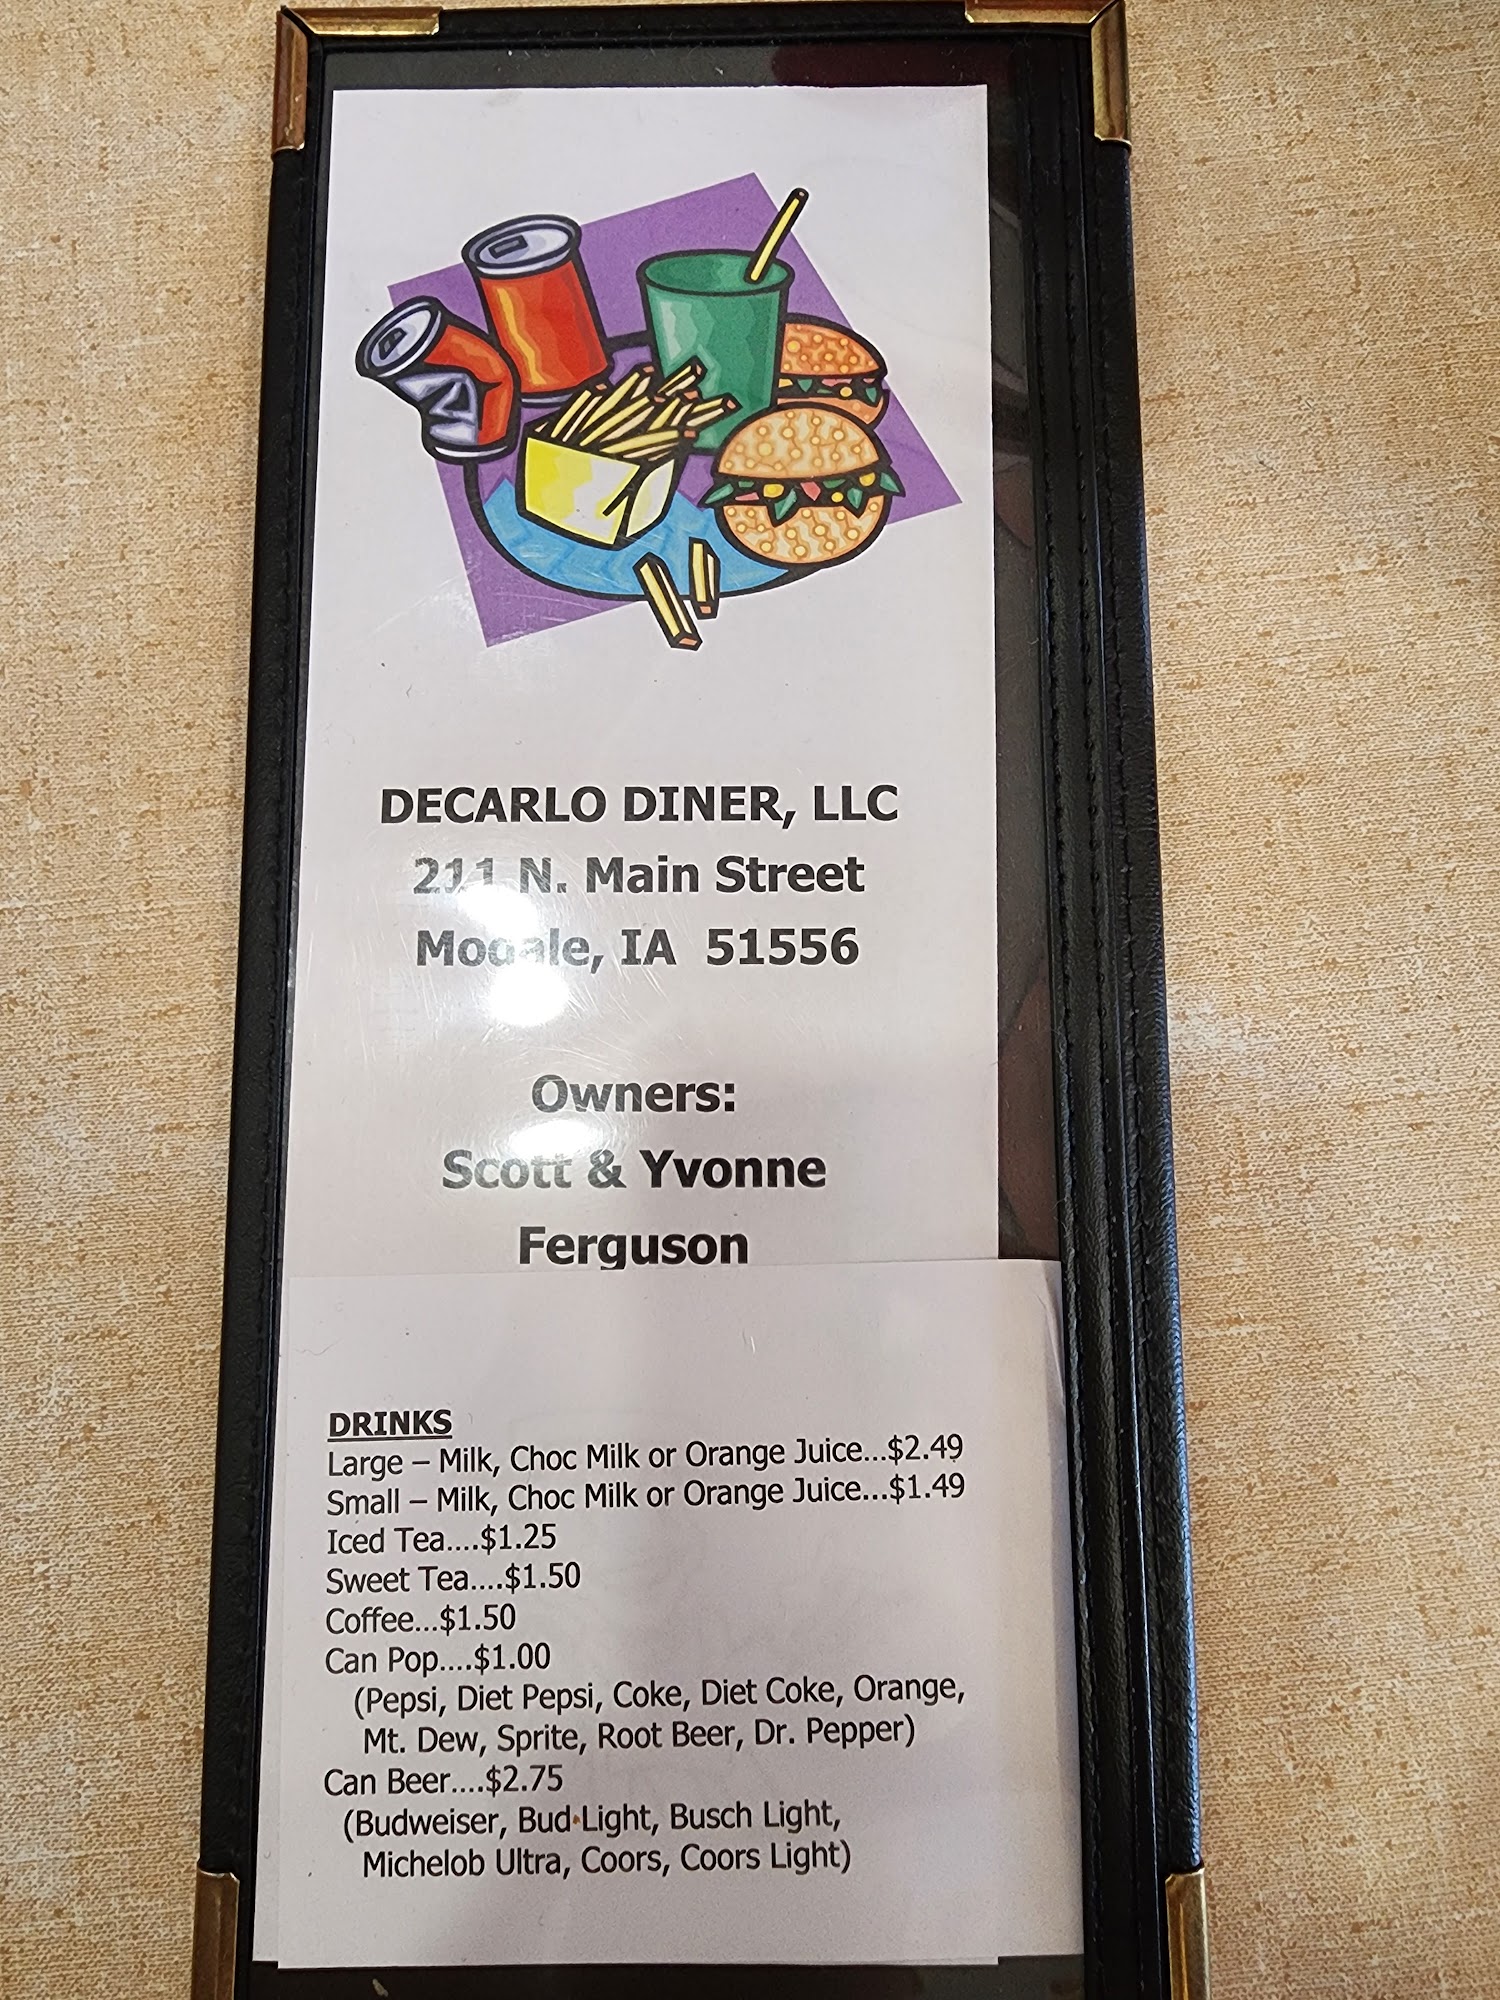 DECARLO DINER, LLC
211 N. Main Street
Modale, IA 51556
Owners:
Scott & Yvonne
Ferguson
DRINKS
Large – Milk, Choc Milk or Orange Juice...$2.49
Small – Milk, Choc Milk or Orange Juice...$1.49
Iced Tea....$1.25
Sweet Tea....$1.50
Coffee...$1.50
Can Pop....$1.00
(Pepsi, Diet Pepsi, Coke, Diet Coke, Orange,
Mt. Dew, Sprite, Root Beer, Dr. Pepper)
Can Beer....$2.75
(Budweiser, Bud Light, Busch Light,
Michelob Ultra, Coors, Coors Light)